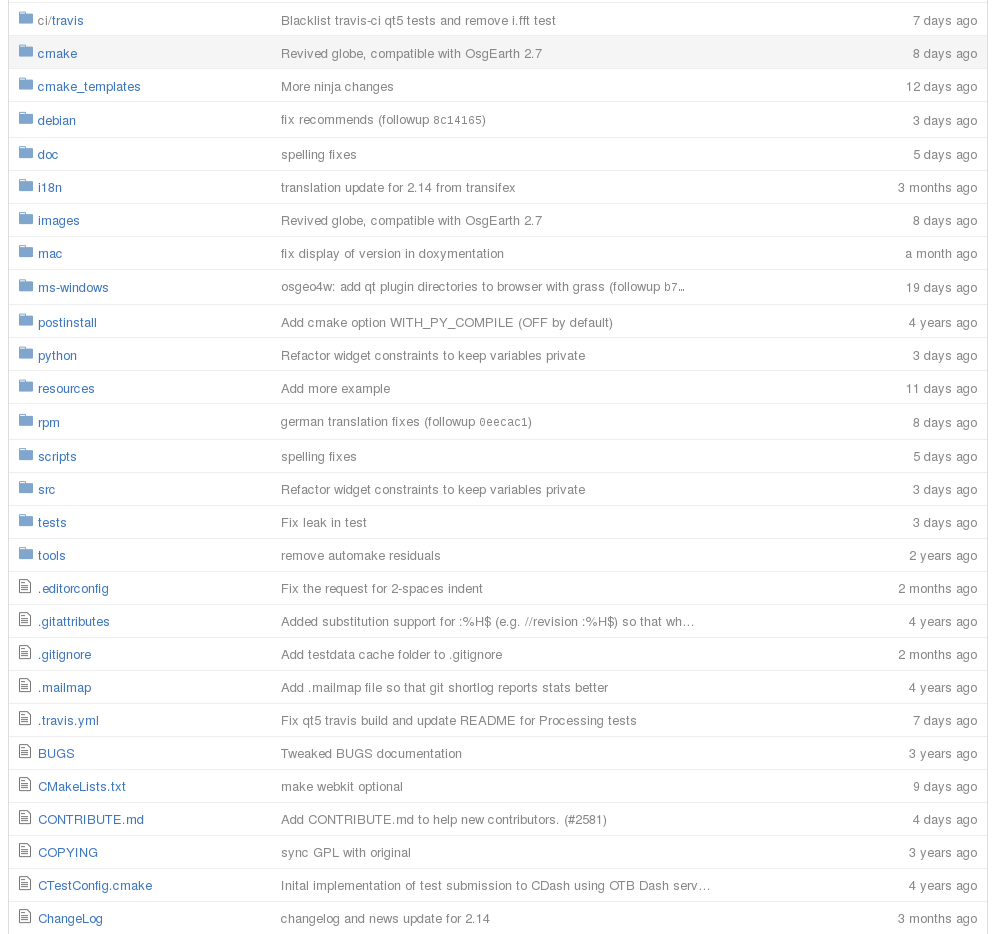 ci/travis Blacklist travis-ci qt5 tests and remove i.fft test 7 days ago
cmake Revived globe, compatible with OsgEarth 2.7 8 days ago
cmake_templates More ninja changes 12 days ago
debian fix recommends (followup 8c14165) 3 days ago
doc spelling fixes 5 days ago
i18n translation update for 2.14 from transifex 3 months ago
images Revived globe, compatible with OsgEarth 2.7 8 days ago
mac fix display of version in doxymentation a month ago
ms-windows osgeo4w: add qt plugin directories to browser with grass (followup b7… 19 days ago
postinstall Add cmake option WITH_PY_COMPILE (OFF by default) 4 years ago
python Refactor widget constraints to keep variables private 3 days ago
resources Add more example 11 days ago
rpm german translation fixes (followup 0eecac1) 8 days ago
scripts spelling fixes 5 days ago
src Refactor widget constraints to keep variables private 3 days ago
tests Fix leak in test 3 days ago
tools remove automake residuals 2 years ago
.editorconfig Fix the request for 2-spaces indent 2 months ago
.gitattributes Added substitution support for :%H$ (e.g. //revision :%H$) so that wh… 4 years ago
.gitignore Add testdata cache folder to .gitignore 2 months ago
.mailmap Add .mailmap file so that git shortlog reports stats better 4 years ago
.travis.yml Fix qt5 travis build and update README for Processing tests 7 days ago
BUGS Tweaked BUGS documentation 3 years ago
CMakeLists.txt make webkit optional 9 days ago
CONTRIBUTE.md Add CONTRIBUTE.md to help new contributors. (#2581) 4 days ago
COPYING sync GPL with original 3 years ago
CTestConfig.cmake Inital implementation of test submission to CDash using OTB Dash serv… 4 years ago
ChangeLog changelog and news update for 2.14 3 months ago